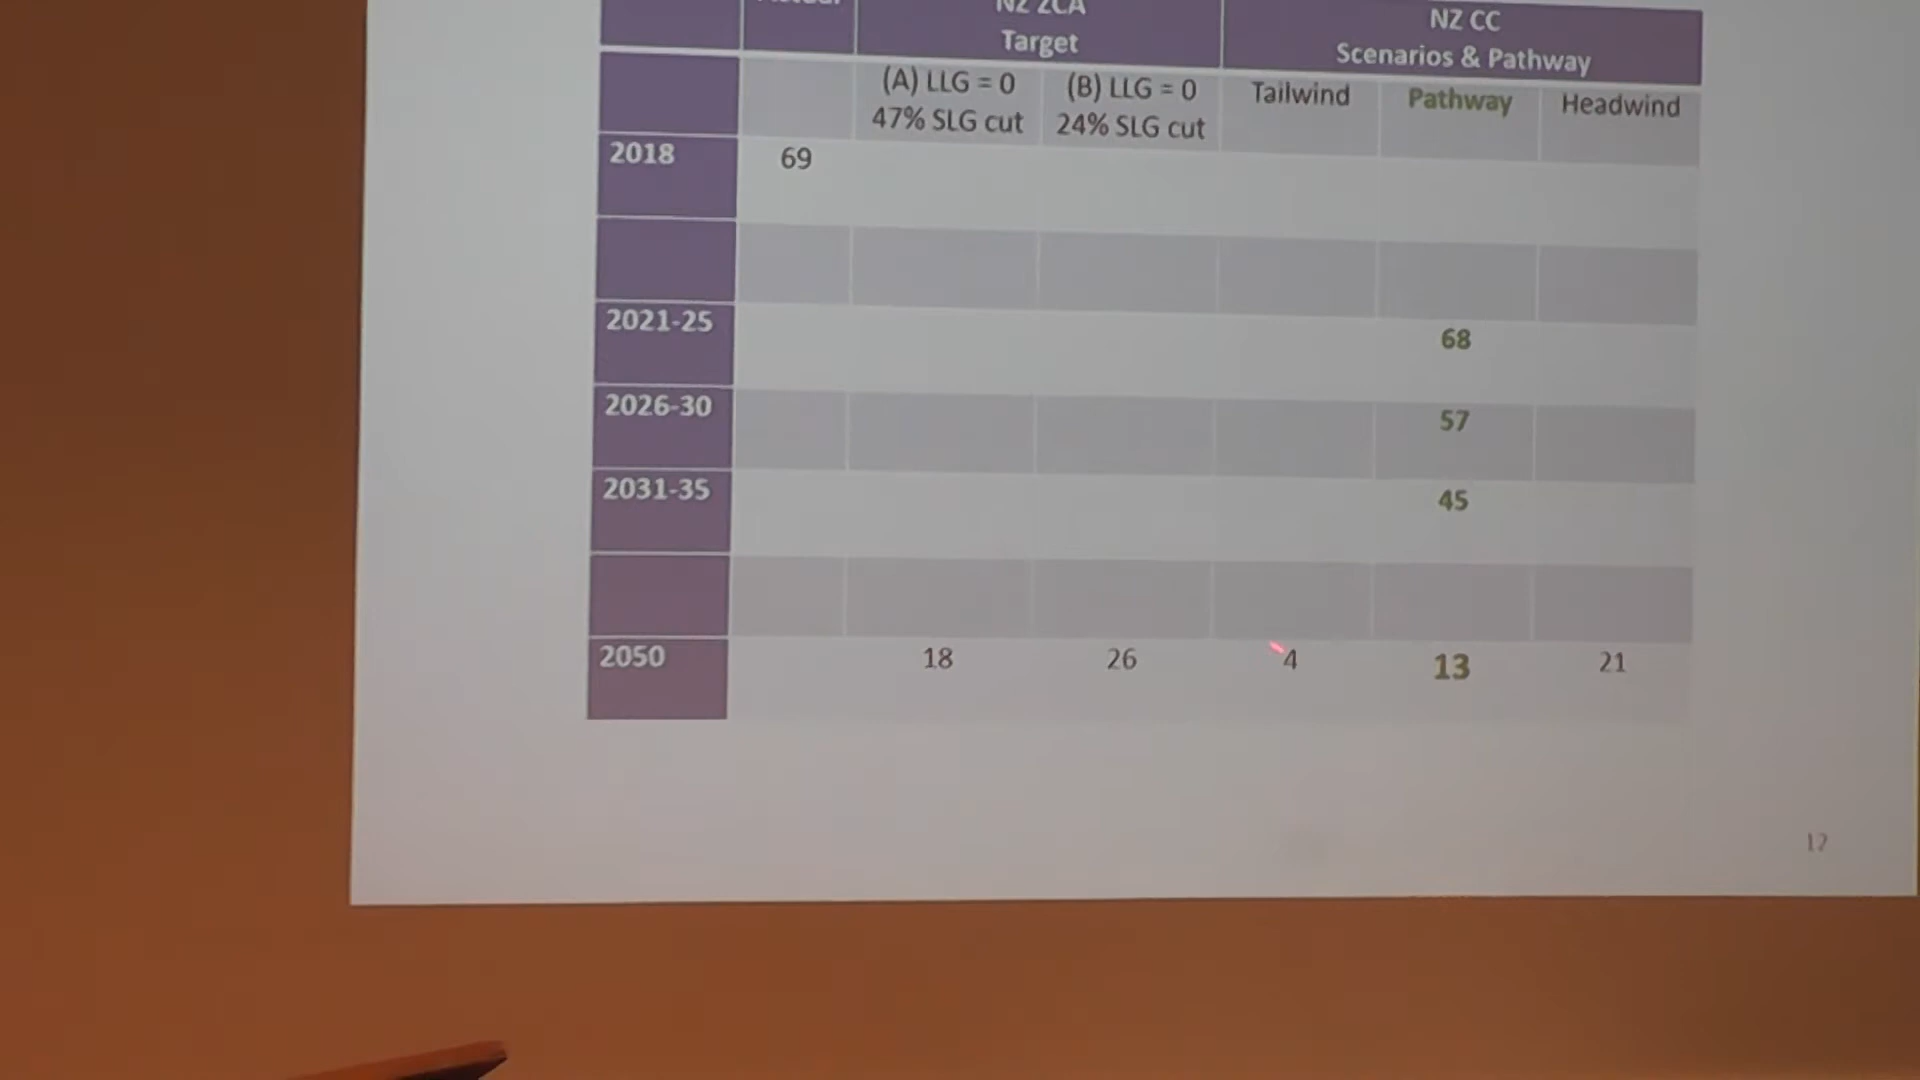 NZ ZCA
Target
NZ CC
Scenarios & Pathway
(A) LLG = 0
47% SLG cut
(B) LLG = 0
24% SLG cut
Tailwind
Pathway
Headwind
2018 69
2021-25 68
2026-30 57
2031-35 45
2050 18 26 4 13 21
12